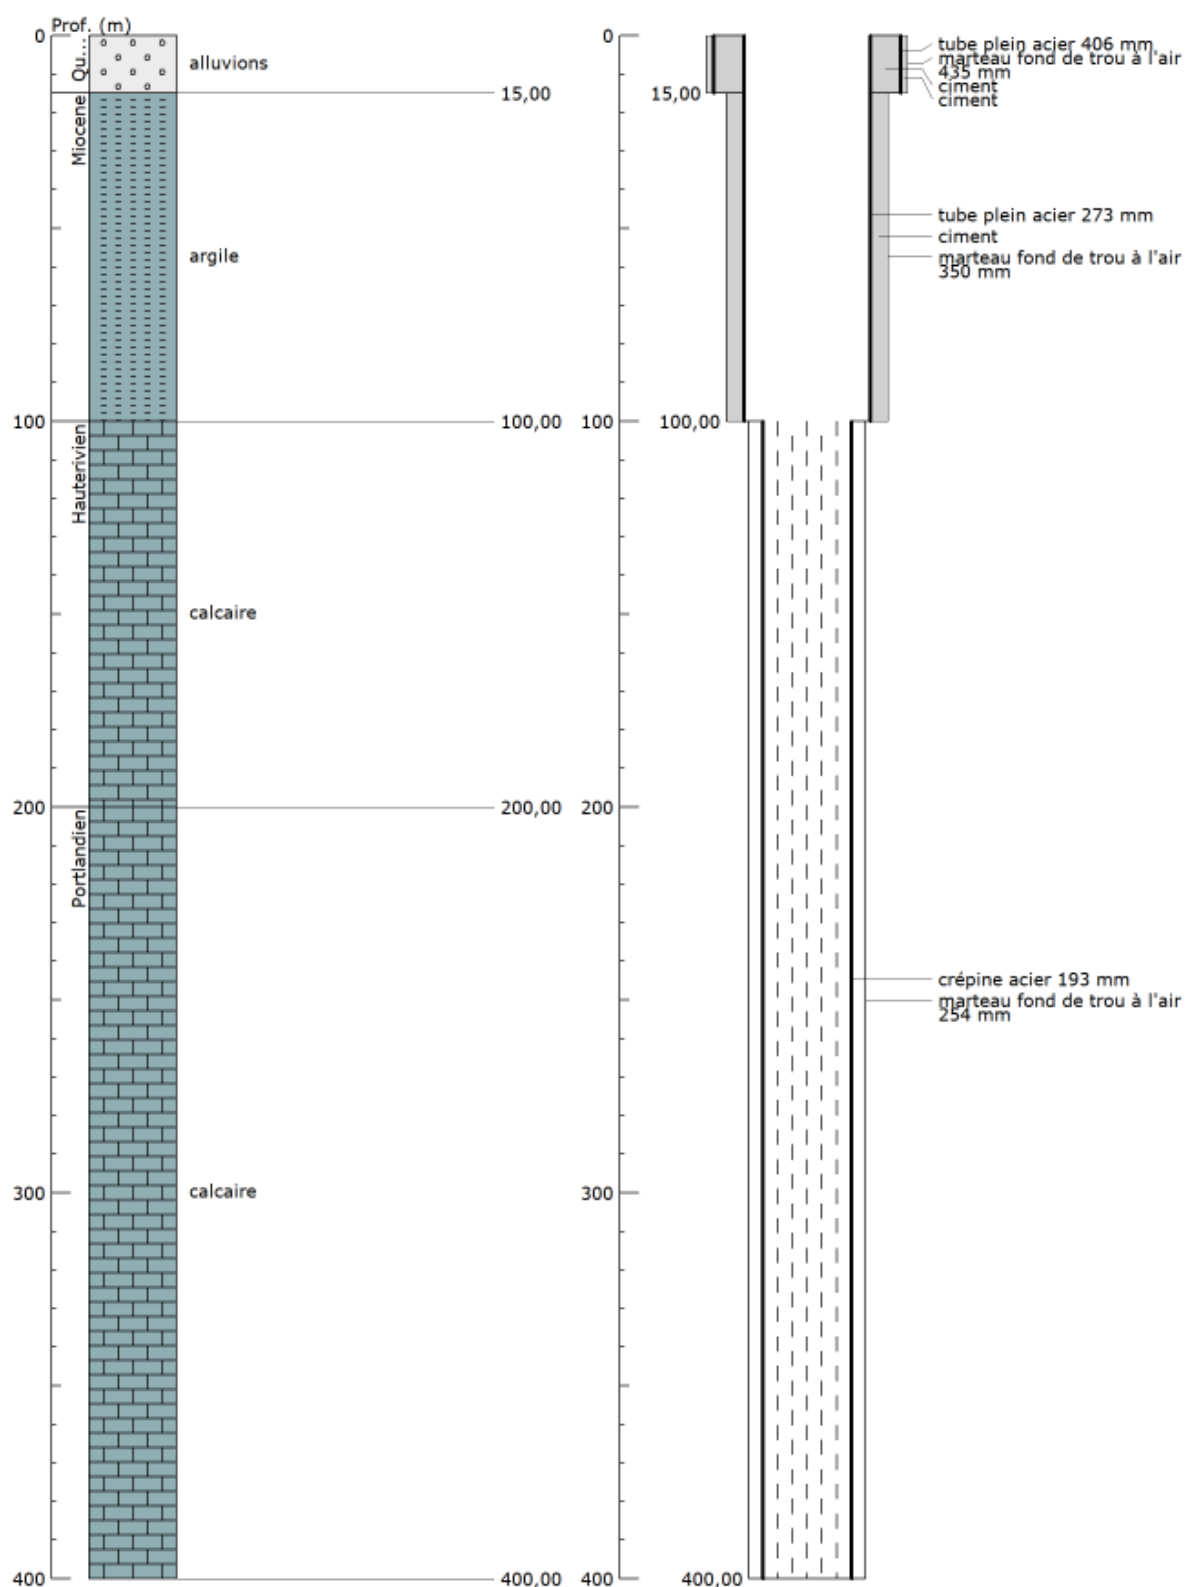 Prof. (m)
0
Qu...
alluvions
15,00
Miocene
argile
100
100,00
Hauterivien
calcaire
200
200,00
Portlandien
300
calcaire
400
400,00
0
tube plein acier 406 mm
marteau fond de trou à l'air
435 mm
ciment
ciment
15,00
tube plein acier 273 mm
ciment
marteau fond de trou à l'air
350 mm
100
100,00
200
crépine acier 193 mm
marteau fond de trou à l'air
254 mm
300
400
400,00